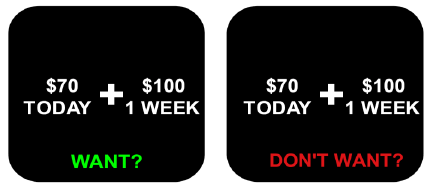 $70 + $100
TODAY 1 WEEK
WANT?
$70 + $100
TODAY 1 WEEK
DON'T WANT?